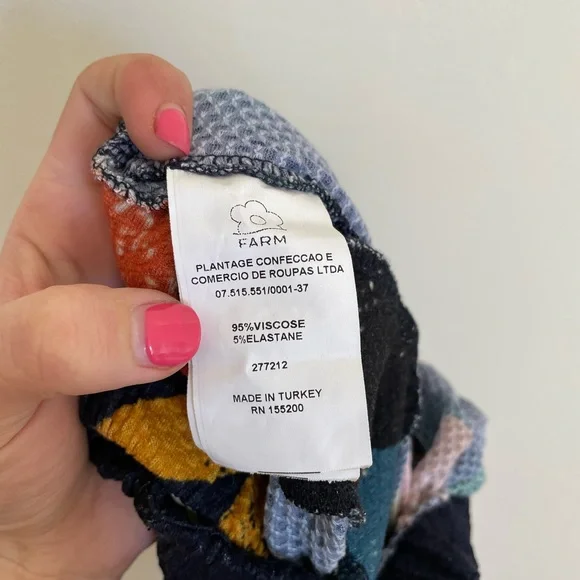 FARM
PLANTAGE CONFECCAO E
COMERCIO DE ROUPAS LTDA
07.515.551/0001-37
95%VISCOSE
5%ELASTANE
277212
MADE IN TURKEY
RN 155200